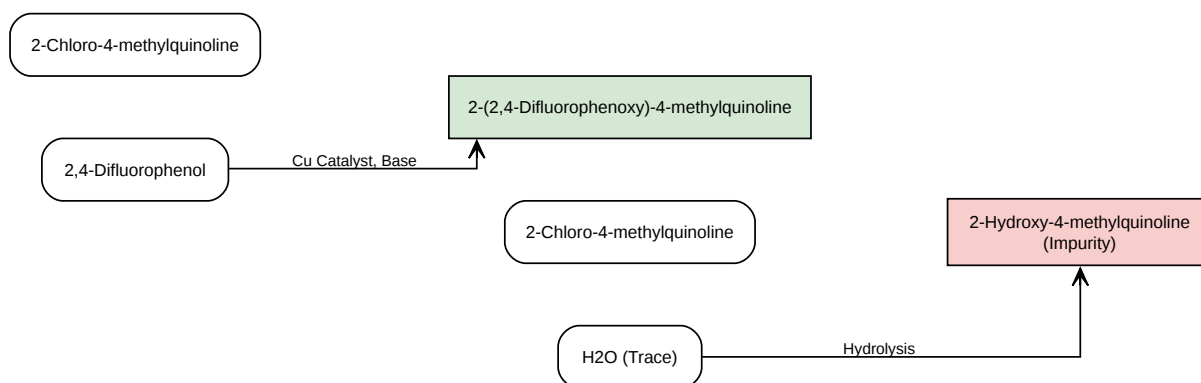 2-Chloro-4-methylquinoline
2-(2,4-Difluorophenoxy)-4-methylquinoline
2,4-Difluorophenol
Cu Catalyst, Base
2-Chloro-4-methylquinoline
2-Hydroxy-4-methylquinoline
(Impurity)
H2O (Trace)
Hydrolysis